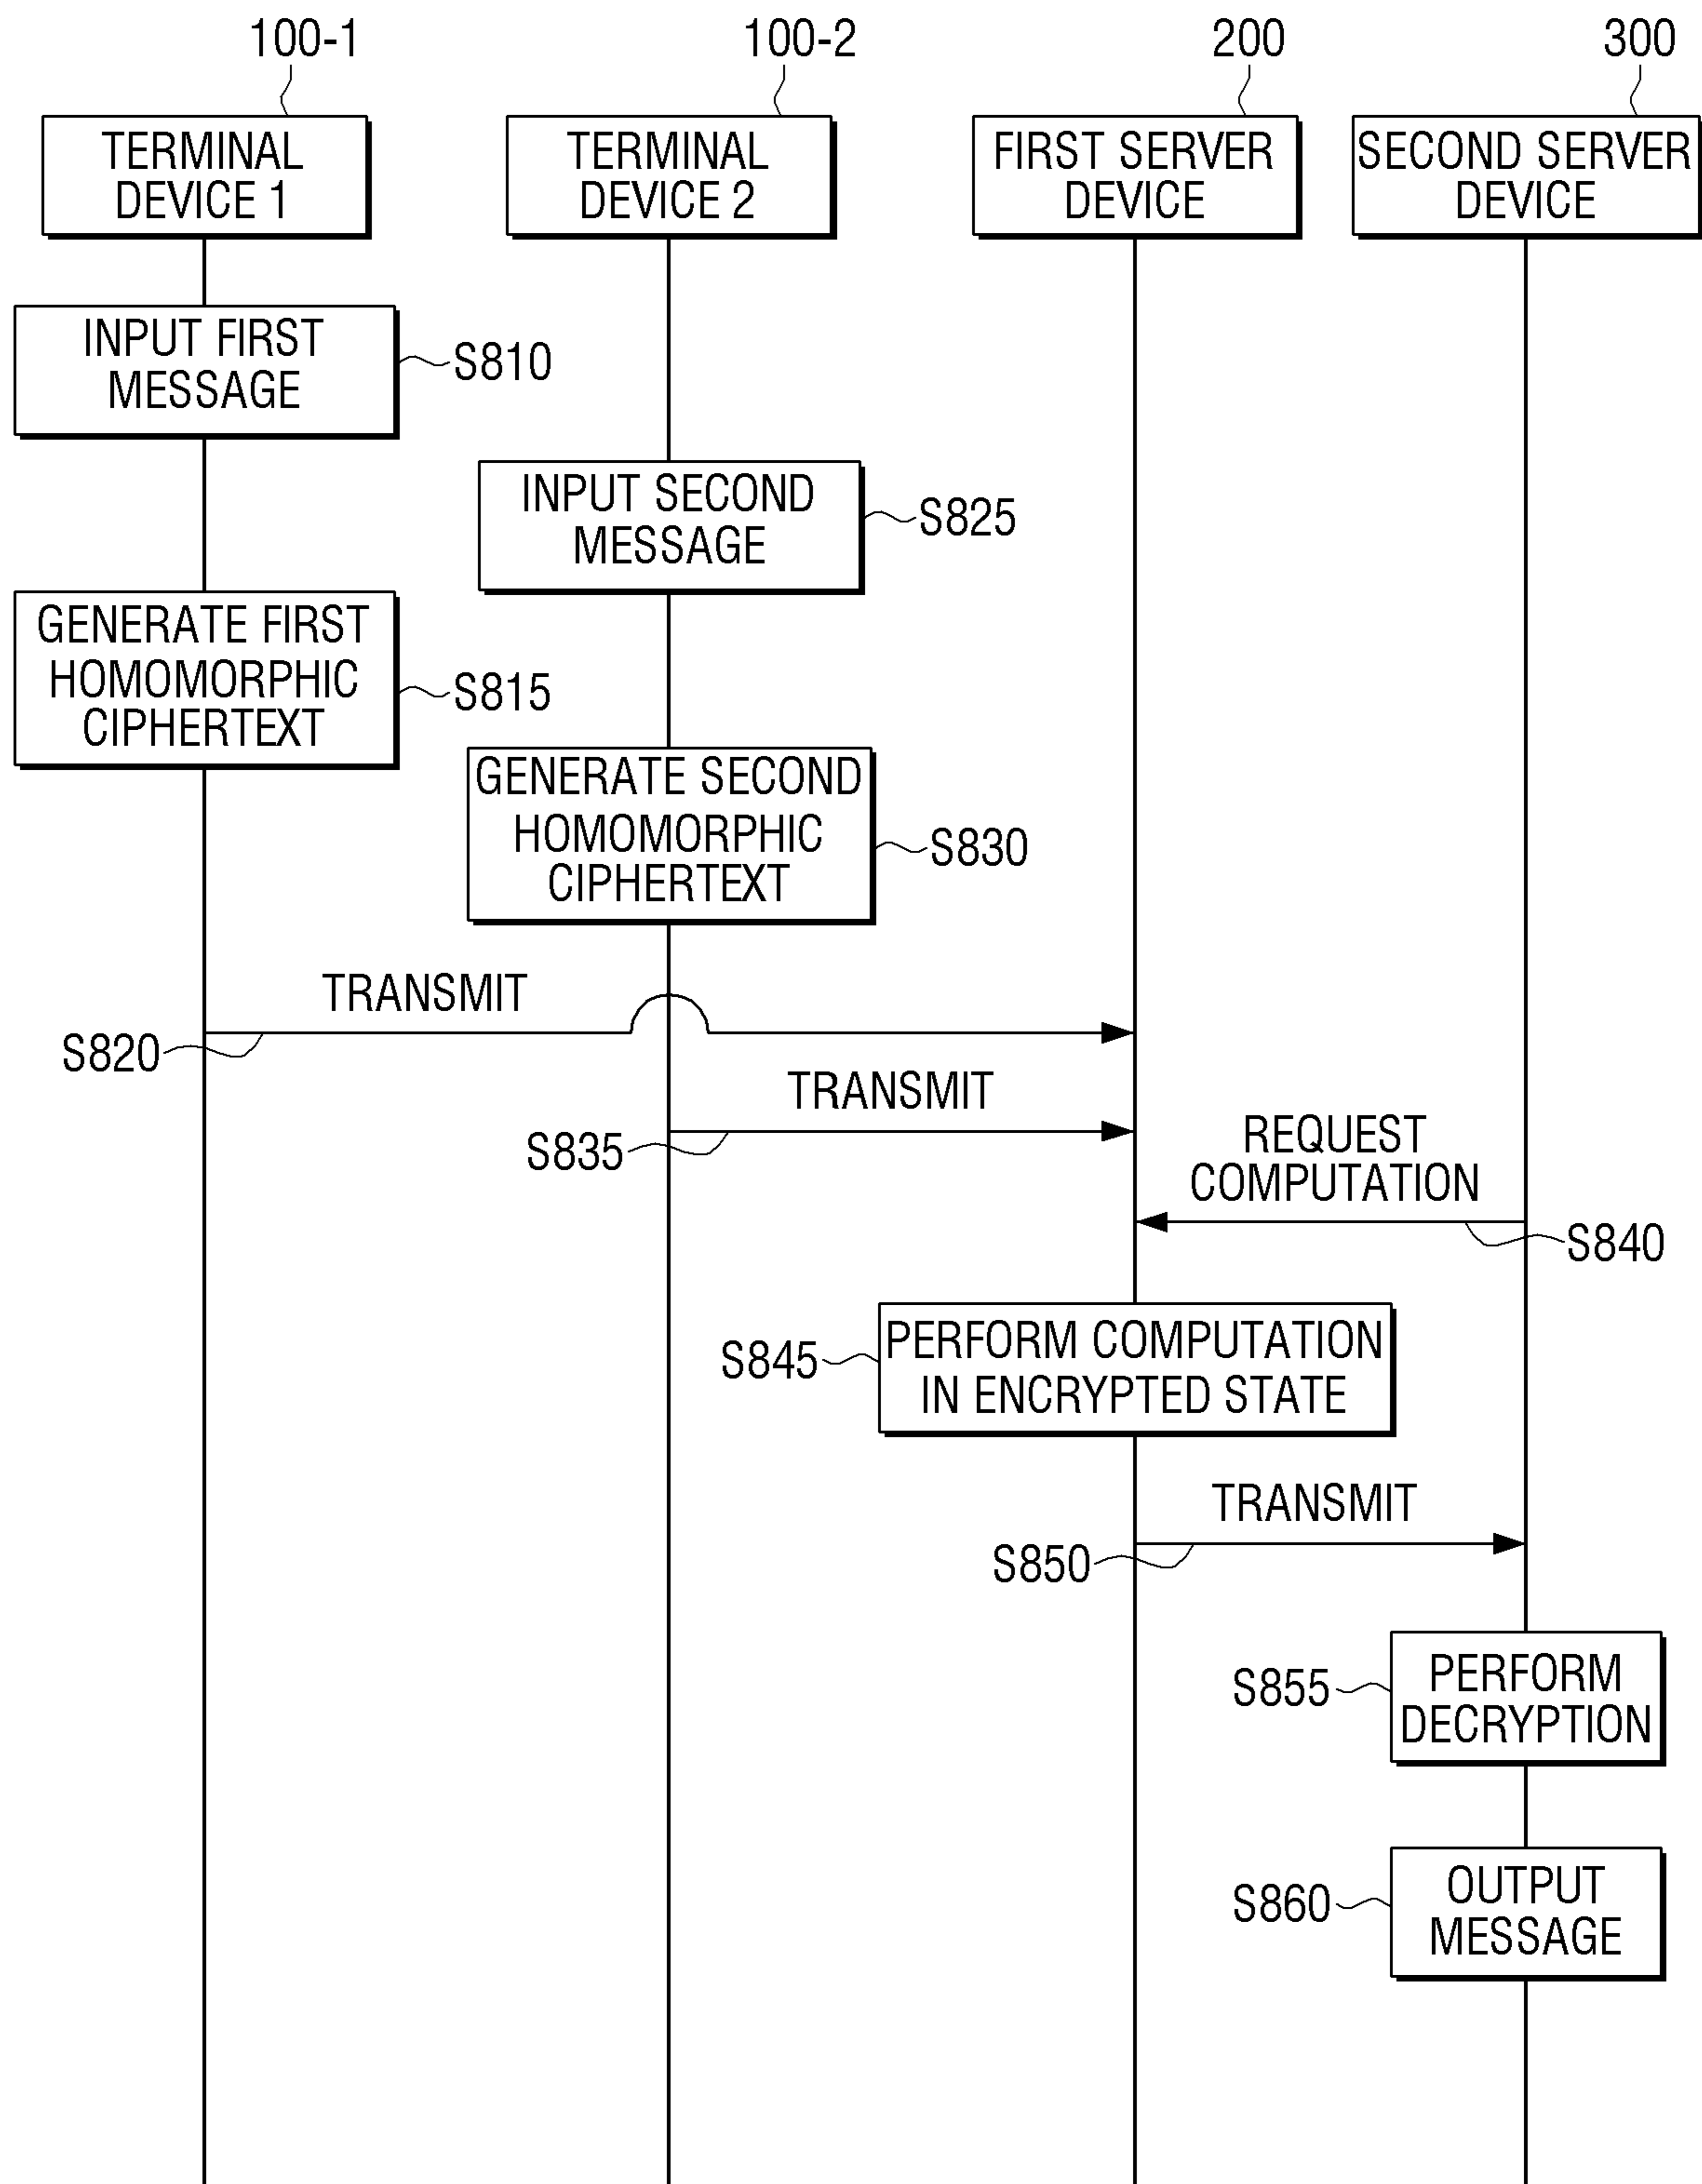 100-1
100-2
200
300
TERMINAL
DEVICE 1
TERMINAL
DEVICE 2
FIRST SERVER
DEVICE
SECOND SERVER
DEVICE
INPUT FIRST
MESSAGE
S810
INPUT SECOND
MESSAGE
S825
GENERATE FIRST
HOMOMORPHIC
CIPHERTEXT
S815
GENERATE SECOND
HOMOMORPHIC
CIPHERTEXT
S830
TRANSMIT
S820
TRANSMIT
S835
REQUEST
COMPUTATION
S840
S845
PERFORM COMPUTATION
IN ENCRYPTED STATE
TRANSMIT
S850
S855
PERFORM
DECRYPTION
S860
OUTPUT
MESSAGE